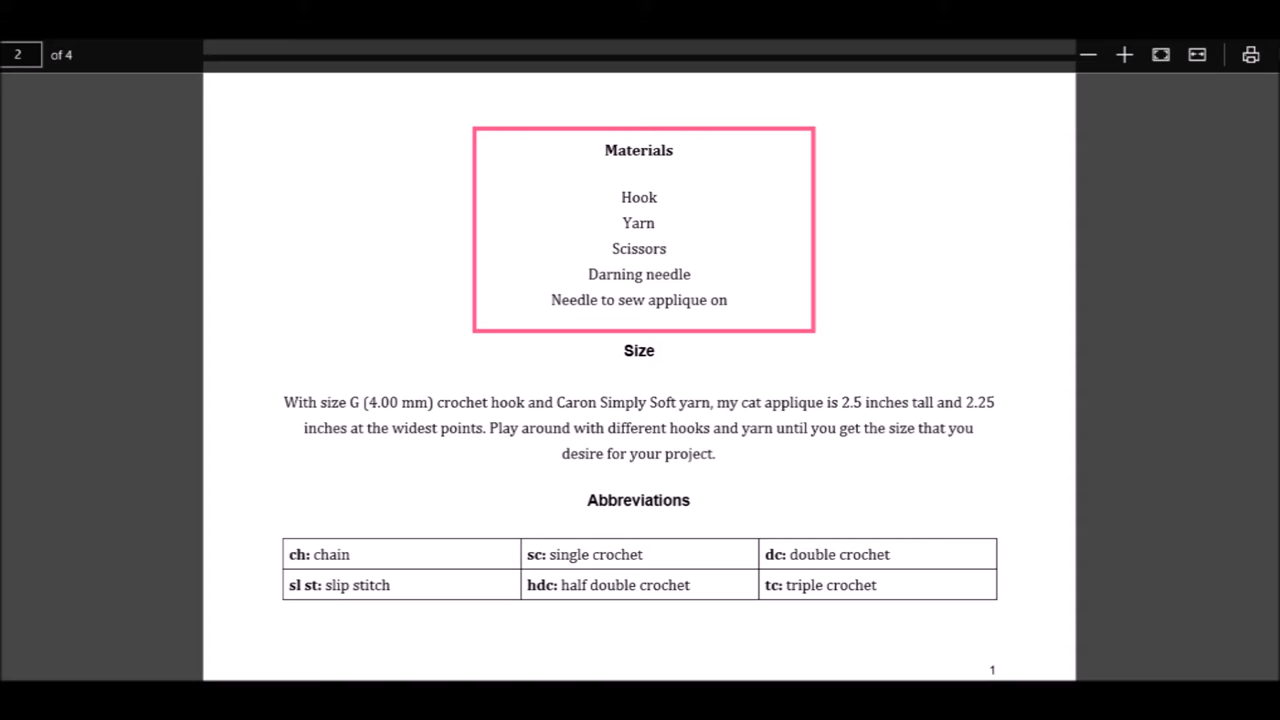 2 of 4
Materials
Hook
Yarn
Scissors
Darning needle
Needle to sew applique on
Size
With size G (4.00 mm) crochet hook and Caron Simply Soft yarn, my cat applique is 2.5 inches tall and 2.25
inches at the widest points. Play around with different hooks and yarn until you get the size that you
desire for your project.
Abbreviations
ch: chain sc: single crochet dc: double crochet
sl st: slip stitch hdc: half double crochet tc: triple crochet
1